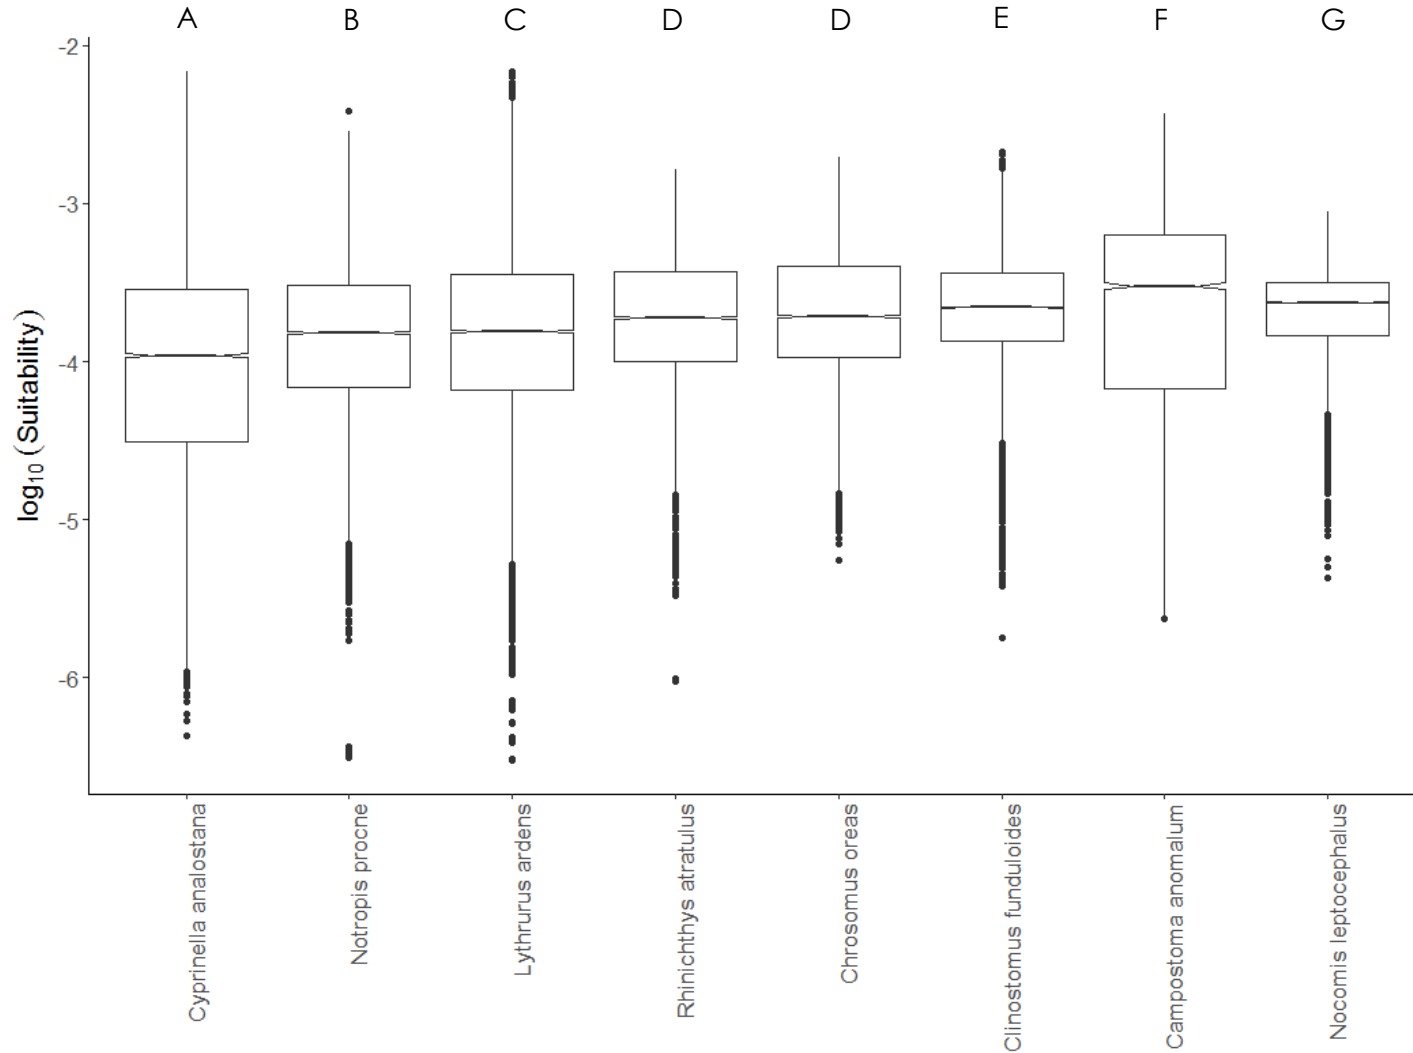 A B C D D E F G
-2
-3
-4
-5
-6
log10 (Suitability)
Cyprinella analostana
Notropis procne
Lythrurus ardens
Rhinichthys atratulus
Chrosomus oreas
Clinostomus funduloides
Campostoma anomalum
Nocomis leptocephalus